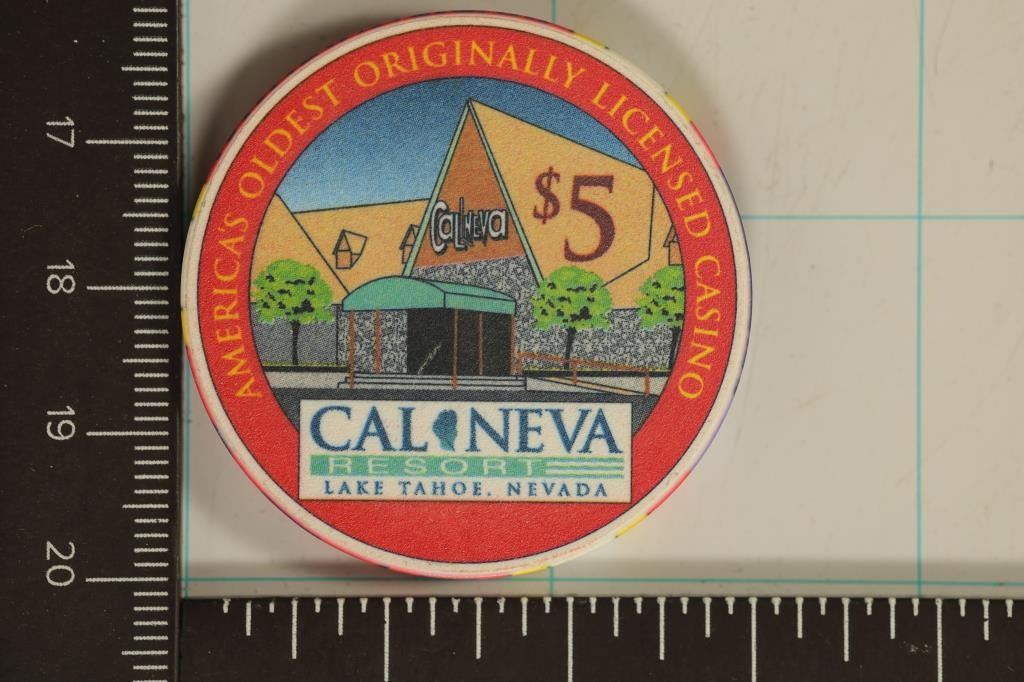 AMERICA'S OLDEST ORIGINALLY LICENSED CASINO
$5
CALNEVA
CAL NEVA
RESORT
LAKE TAHOE, NEVADA
17
18
19
20